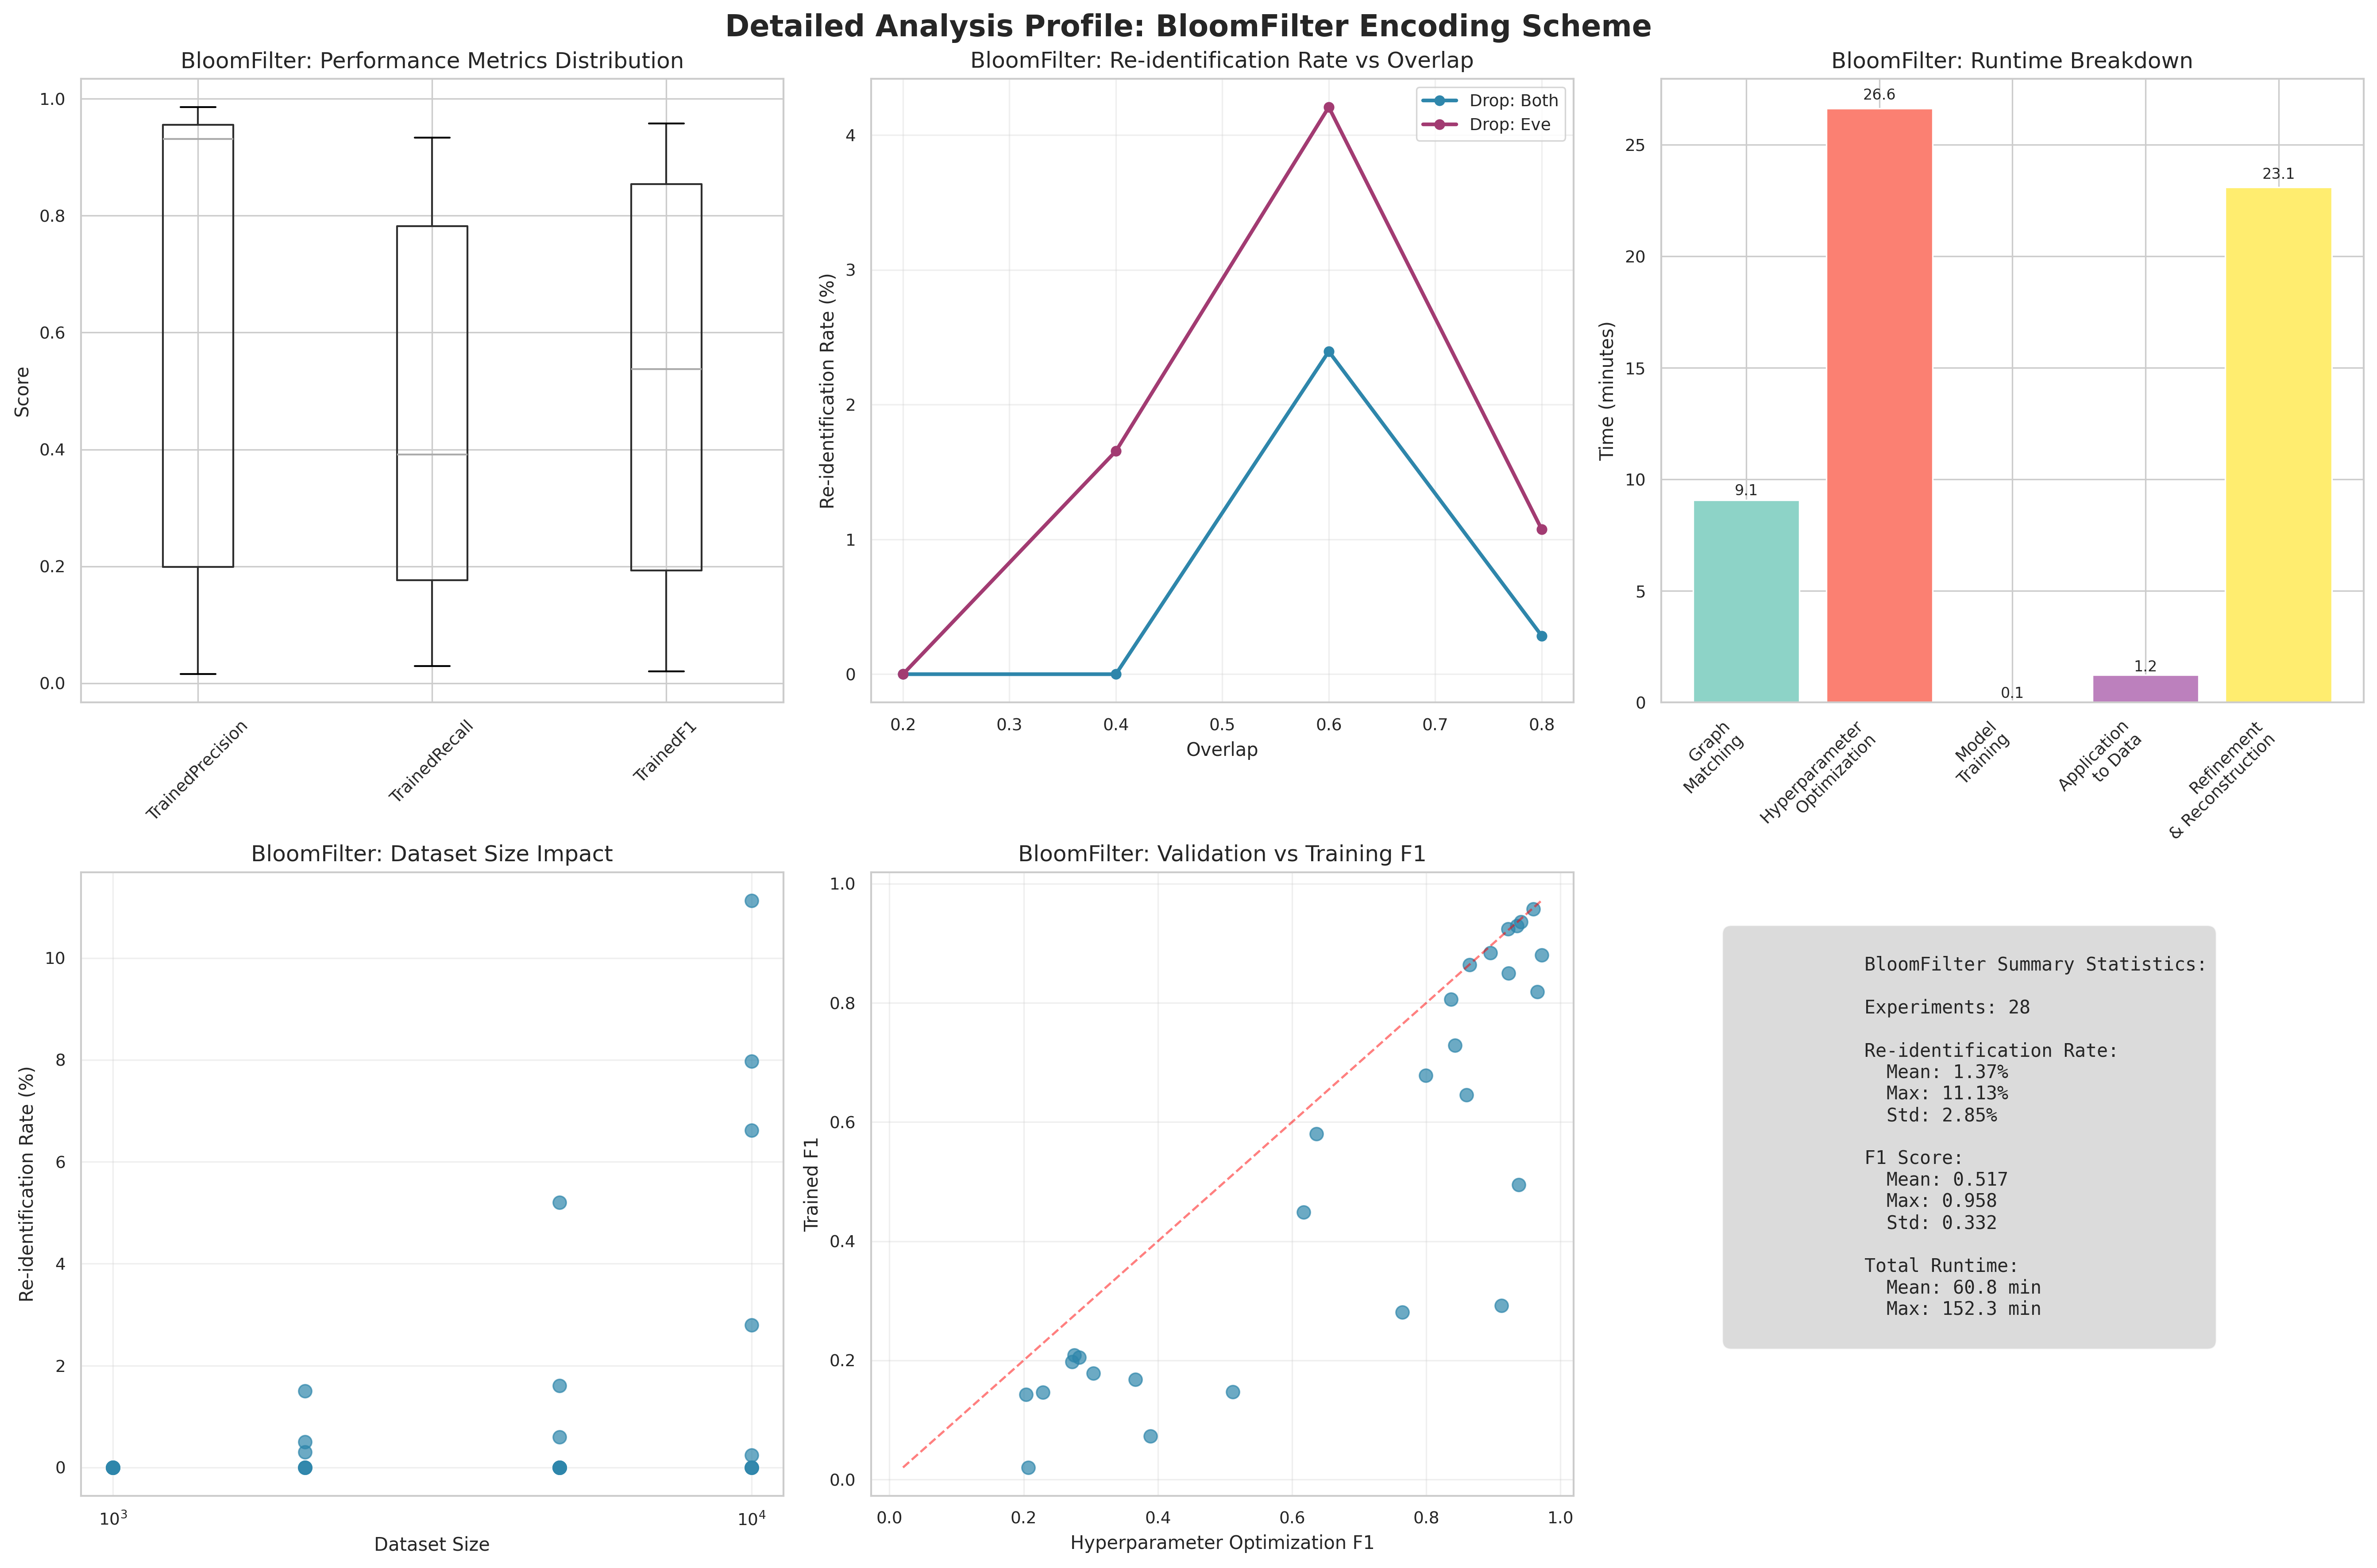 Detailed Analysis Profile: BloomFilter Encoding Scheme
BloomFilter: Performance Metrics Distribution
Score
1.0
0.8
0.6
0.4
0.2
0.0
TrainedPrecision
TrainedRecall
TrainedF1
BloomFilter: Re-identification Rate vs Overlap
Drop: Both
Drop: Eve
Re-identification Rate (%)
4
3
2
1
0
0.2
0.3
0.4
0.5
0.6
0.7
0.8
Overlap
BloomFilter: Runtime Breakdown
Time (minutes)
25
20
15
10
5
0
9.1
26.6
0.1
1.2
23.1
Graph
Matching
Hyperparameter
Optimization
Model
Training
Application
to Data
Refinement
& Reconstruction
BloomFilter: Dataset Size Impact
Re-identification Rate (%)
10
8
6
4
2
0
10³
10⁴
Dataset Size
BloomFilter: Validation vs Training F1
Trained F1
1.0
0.8
0.6
0.4
0.2
0.0
0.0
0.2
0.4
0.6
0.8
1.0
Hyperparameter Optimization F1
BloomFilter Summary Statistics:
Experiments: 28
Re-identification Rate:
Mean: 1.37%
Max: 11.13%
Std: 2.85%
F1 Score:
Mean: 0.517
Max: 0.958
Std: 0.332
Total Runtime:
Mean: 60.8 min
Max: 152.3 min